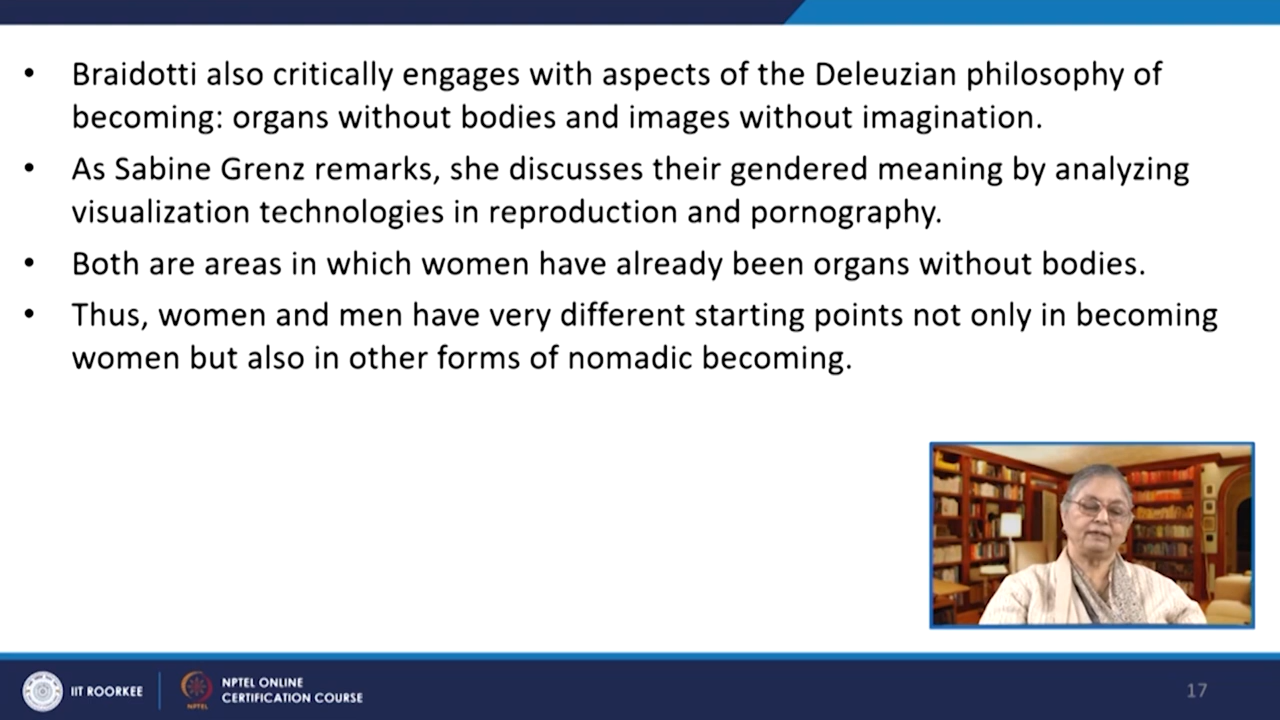 • Braidotti also critically engages with aspects of the Deleuzian philosophy of
becoming: organs without bodies and images without imagination.
• As Sabine Grenz remarks, she discusses their gendered meaning by analyzing
visualization technologies in reproduction and pornography.
• Both are areas in which women have already been organs without bodies.
• Thus, women and men have very different starting points not only in becoming
women but also in other forms of nomadic becoming.
IIT ROORKEE
NPTEL
NPTEL ONLINE
CERTIFICATION COURSE
17